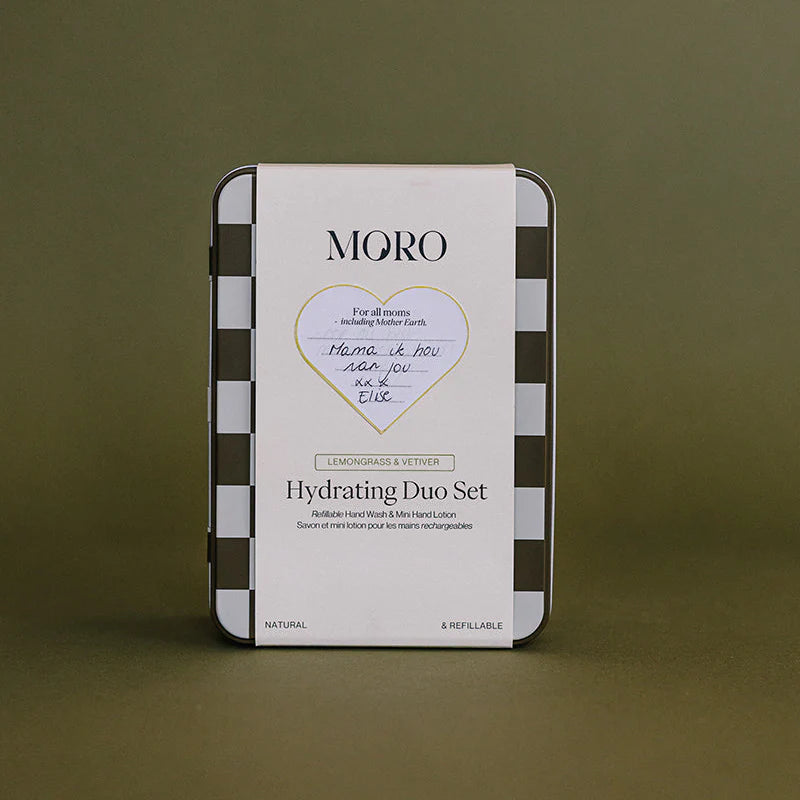 MORO
For all moms
- including Mother Earth.
Mama ik hou
van jou
xx x
Elise
LEMONGRASS & VETIVER
Hydrating Duo Set
Refillable Hand Wash & Mini Hand Lotion
Savon et mini lotion pour les mains rechargeables
NATURAL & REFILLABLE